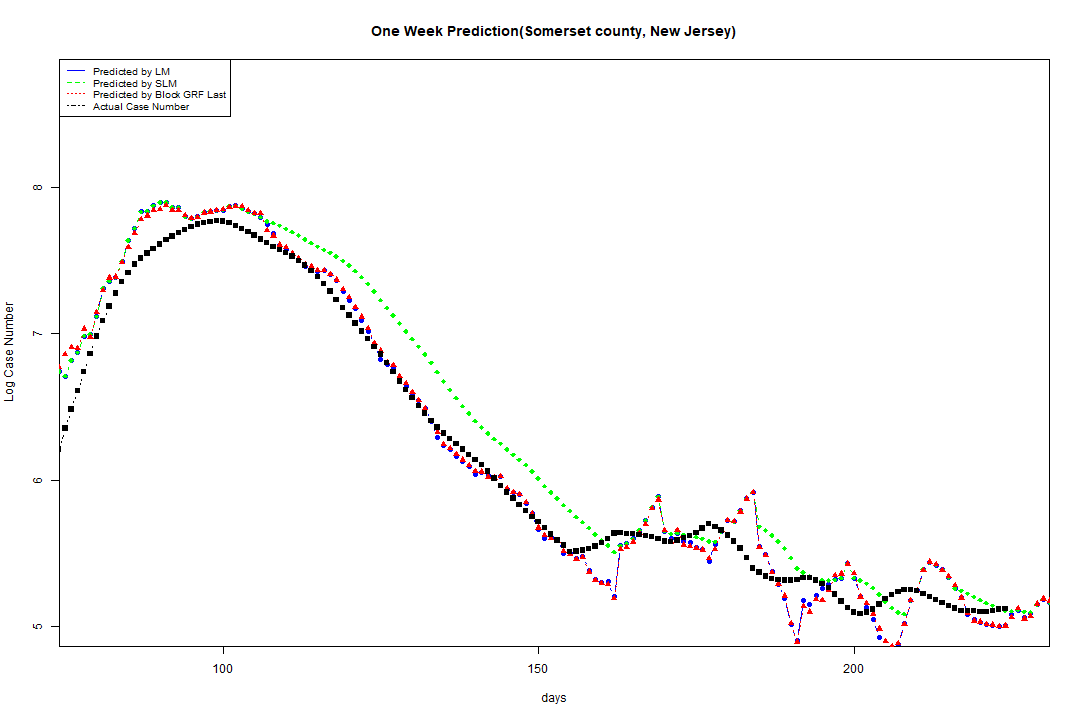 One Week Prediction(Somerset county, New Jersey)
Predicted by LM
Predicted by SLM
Predicted by Block GRF Last
Actual Case Number
8
7
6
5
Log Case Number
100
150
200
days